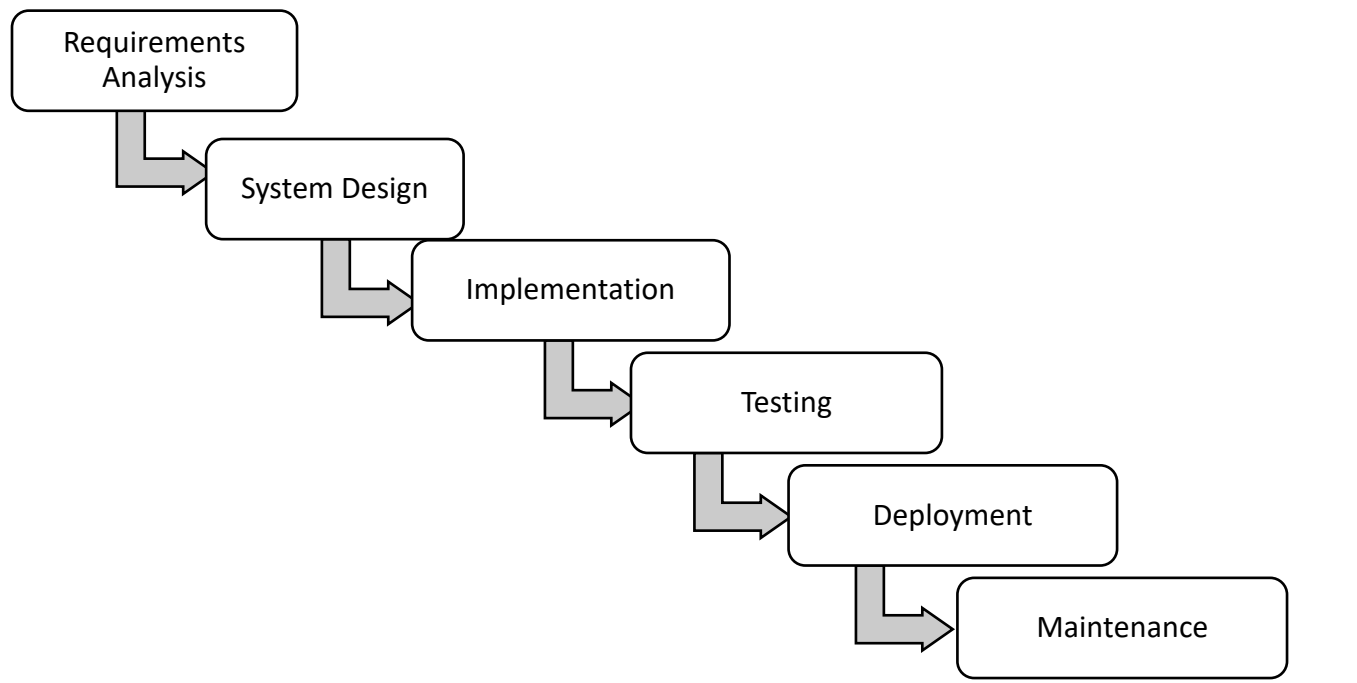 Requirements
Analysis
System Design
Implementation
Testing
Deployment
Maintenance